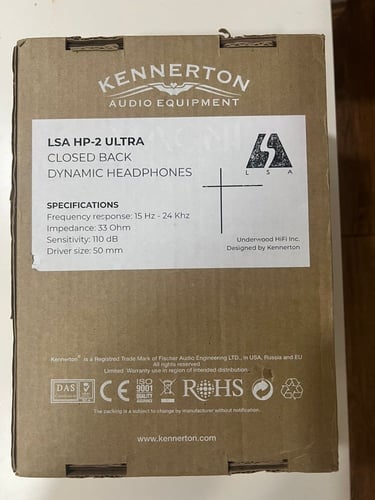 KENNERTON
AUDIO EQUIPMENT
LSA HP-2 ULTRA
CLOSED BACK
DYNAMIC HEADPHONES
LSA
SPECIFICATIONS
Frequency response: 15 Hz - 24 Khz
Impedance: 33 Ohm
Sensitivity: 110 dB
Driver size: 50 mm
Underwood HiFi Inc.
Designed by Kennerton
Kennerton® is a Registred Trade Mark of Fischer Audio Engineering LTD., in USA, Russia and EU
All Rights Reserved.
Limited Warranty use in region of intended distribution.
DAS
CE
ISO
9001
QUALITY
ASSURANCE
RoHS
The packing is a subject to change by manufacturer without notification.
www.kennerton.com